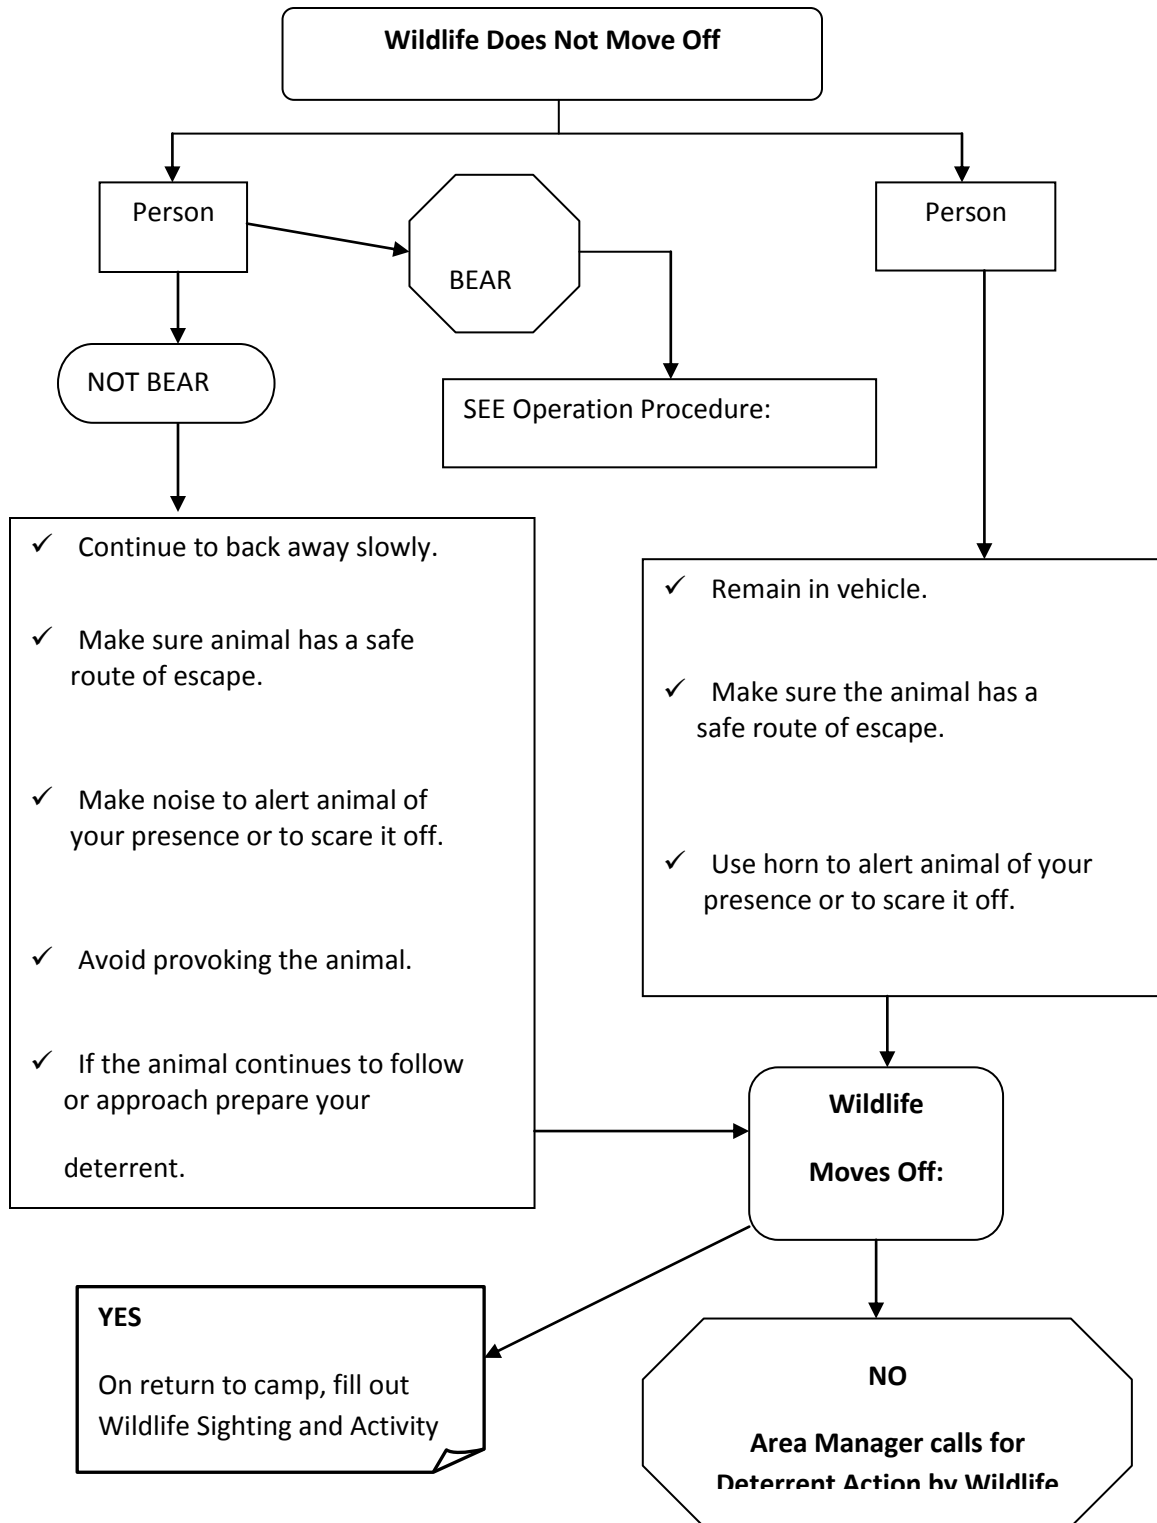 Wildlife Does Not Move Off
Person
Person
BEAR
NOT BEAR
SEE Operation Procedure:
✓ Continue to back away slowly.
✓ Make sure animal has a safe
route of escape.
✓ Make noise to alert animal of
your presence or to scare it off.
✓ Avoid provoking the animal.
✓ If the animal continues to follow
or approach prepare your
deterrent.
✓ Remain in vehicle.
✓ Make sure the animal has a
safe route of escape.
✓ Use horn to alert animal of your
presence or to scare it off.
Wildlife
Moves Off:
YES
On return to camp, fill out
Wildlife Sighting and Activity
NO
Area Manager calls for
Deterrent Action by Wildlife